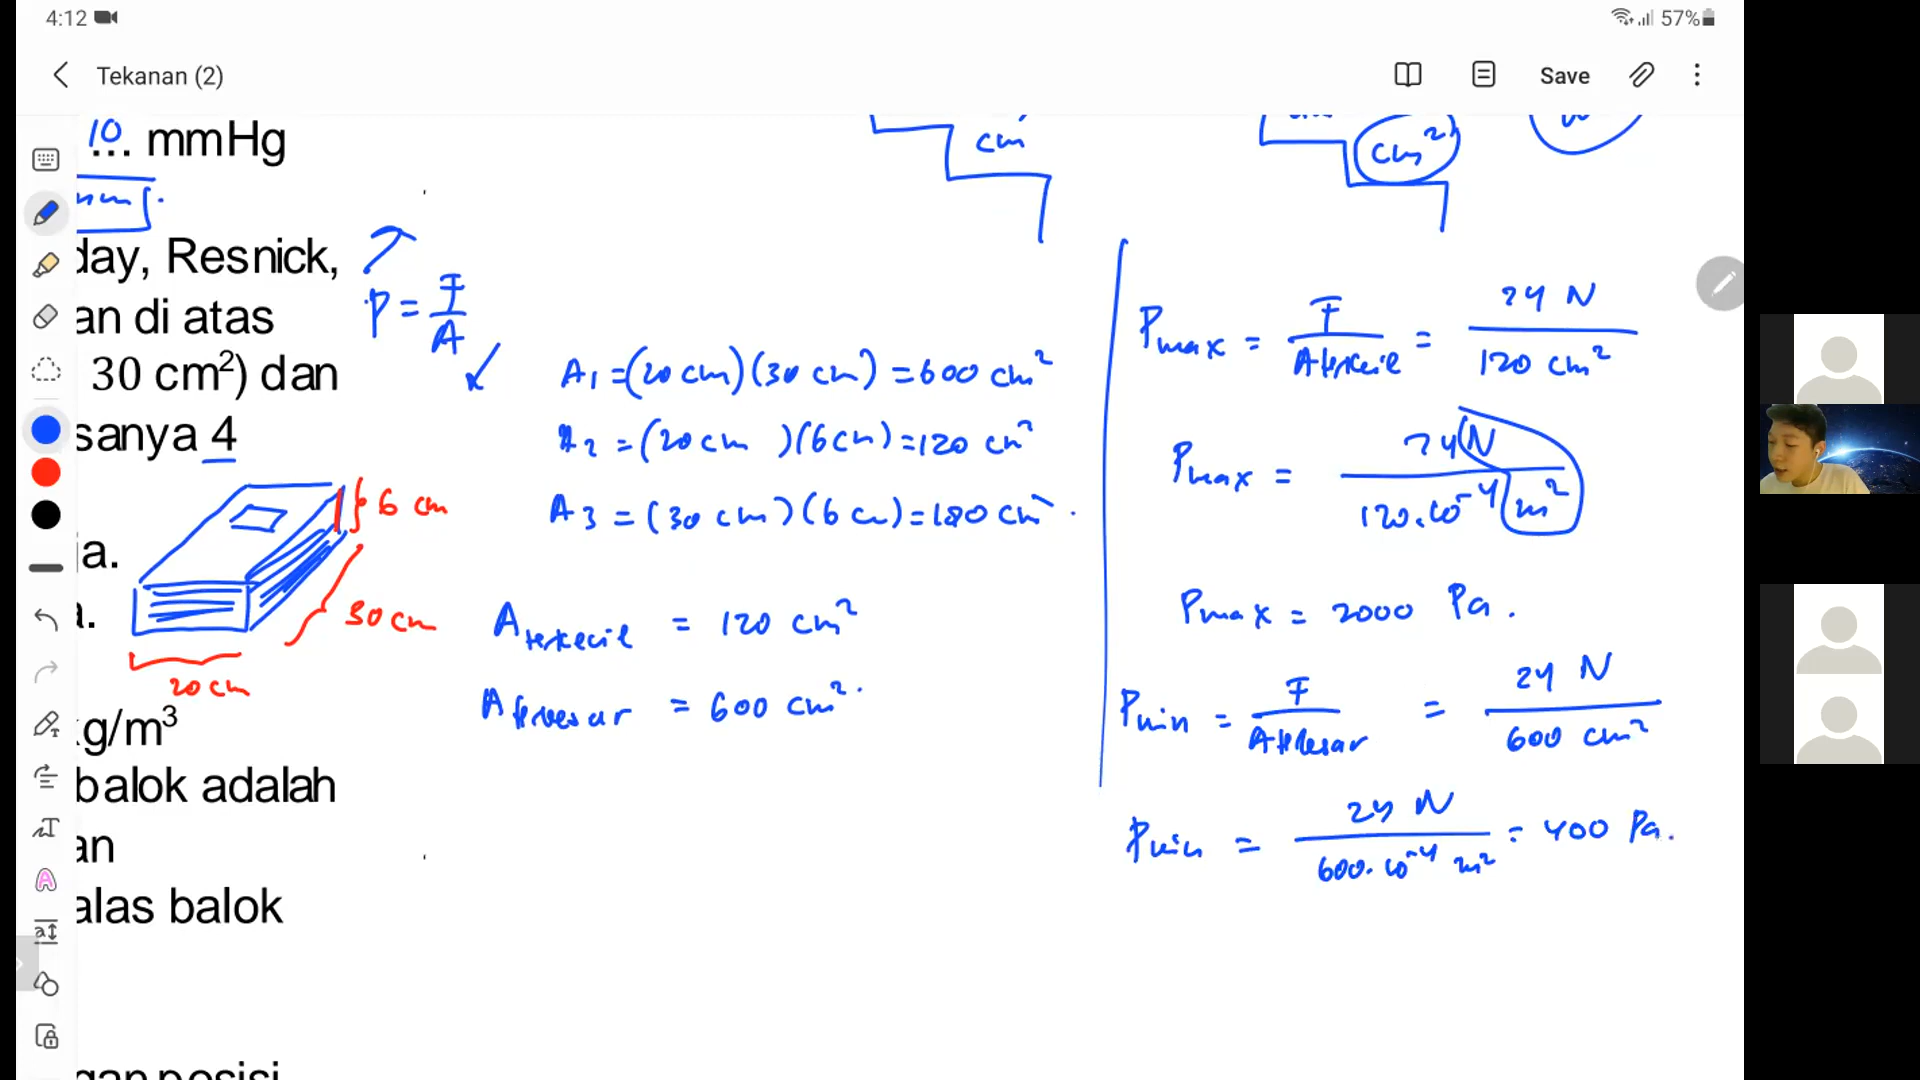 4:12
57%
Tekanan (2)
Save
10
... mmHg
mm
cm
cm²
day, Resnick,
an di atas
30 cm²) dan
sanya 4
ja.
a.
kg/m³
balok adalah
an
alas balok
gan posisi
P = F/A
6 cm
30 cm
20 cm
A1 = (20 cm)(30 cm) = 600 cm²
A2 = (20 cm )(6 cm) = 120 cm²
A3 = (30 cm)(6 cm) = 180 cm².
A terkecil = 120 cm²
A terbesar = 600 cm².
Pmax = F/A terkecil = 24 N/120 cm²
Pmax = 24 N/120.10⁻⁴ m²
Pmax = 2000 Pa.
Pmin = F/A terbesar = 24 N/600 cm²
Pmin = 24 N/600.10⁻⁴ m² = 400 Pa.